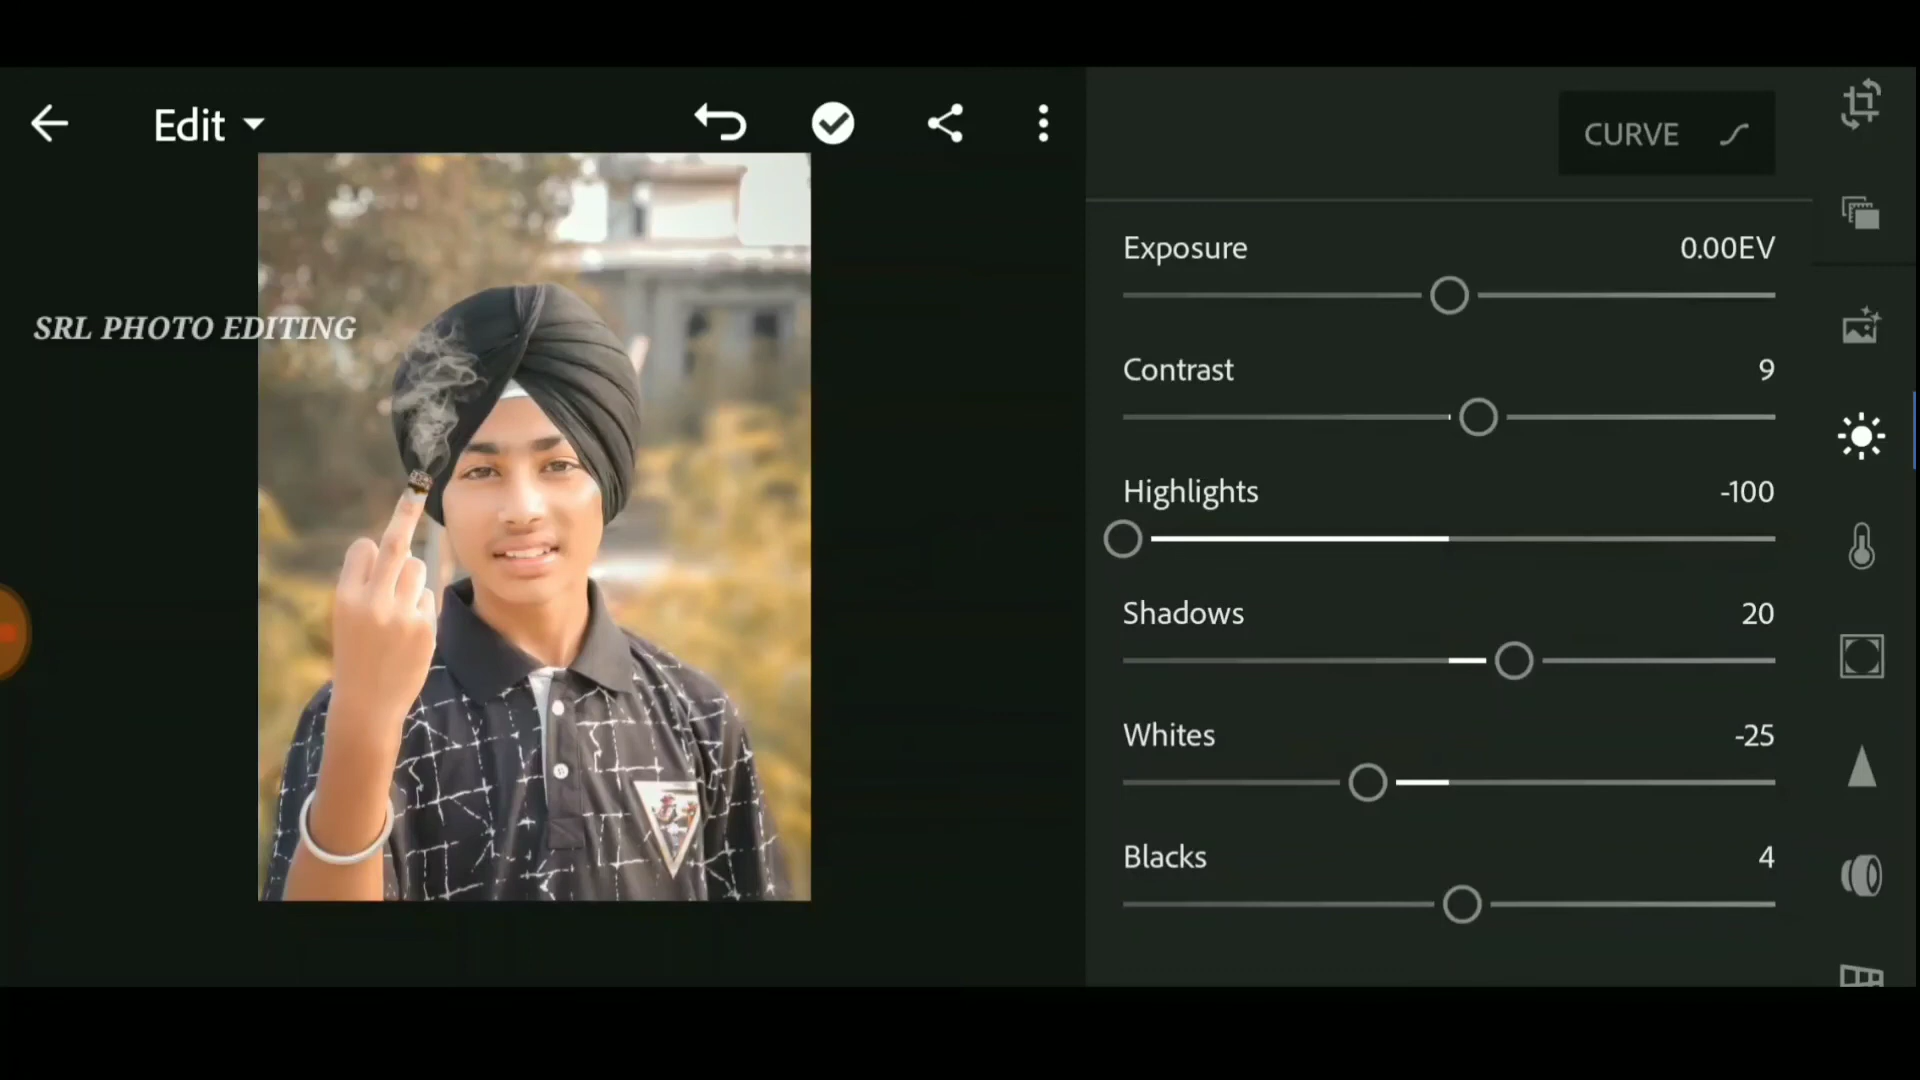 Edit
CURVE
SRL PHOTO EDITING
Exposure 0.00EV
Contrast 9
Highlights -100
Shadows 20
Whites -25
Blacks 4